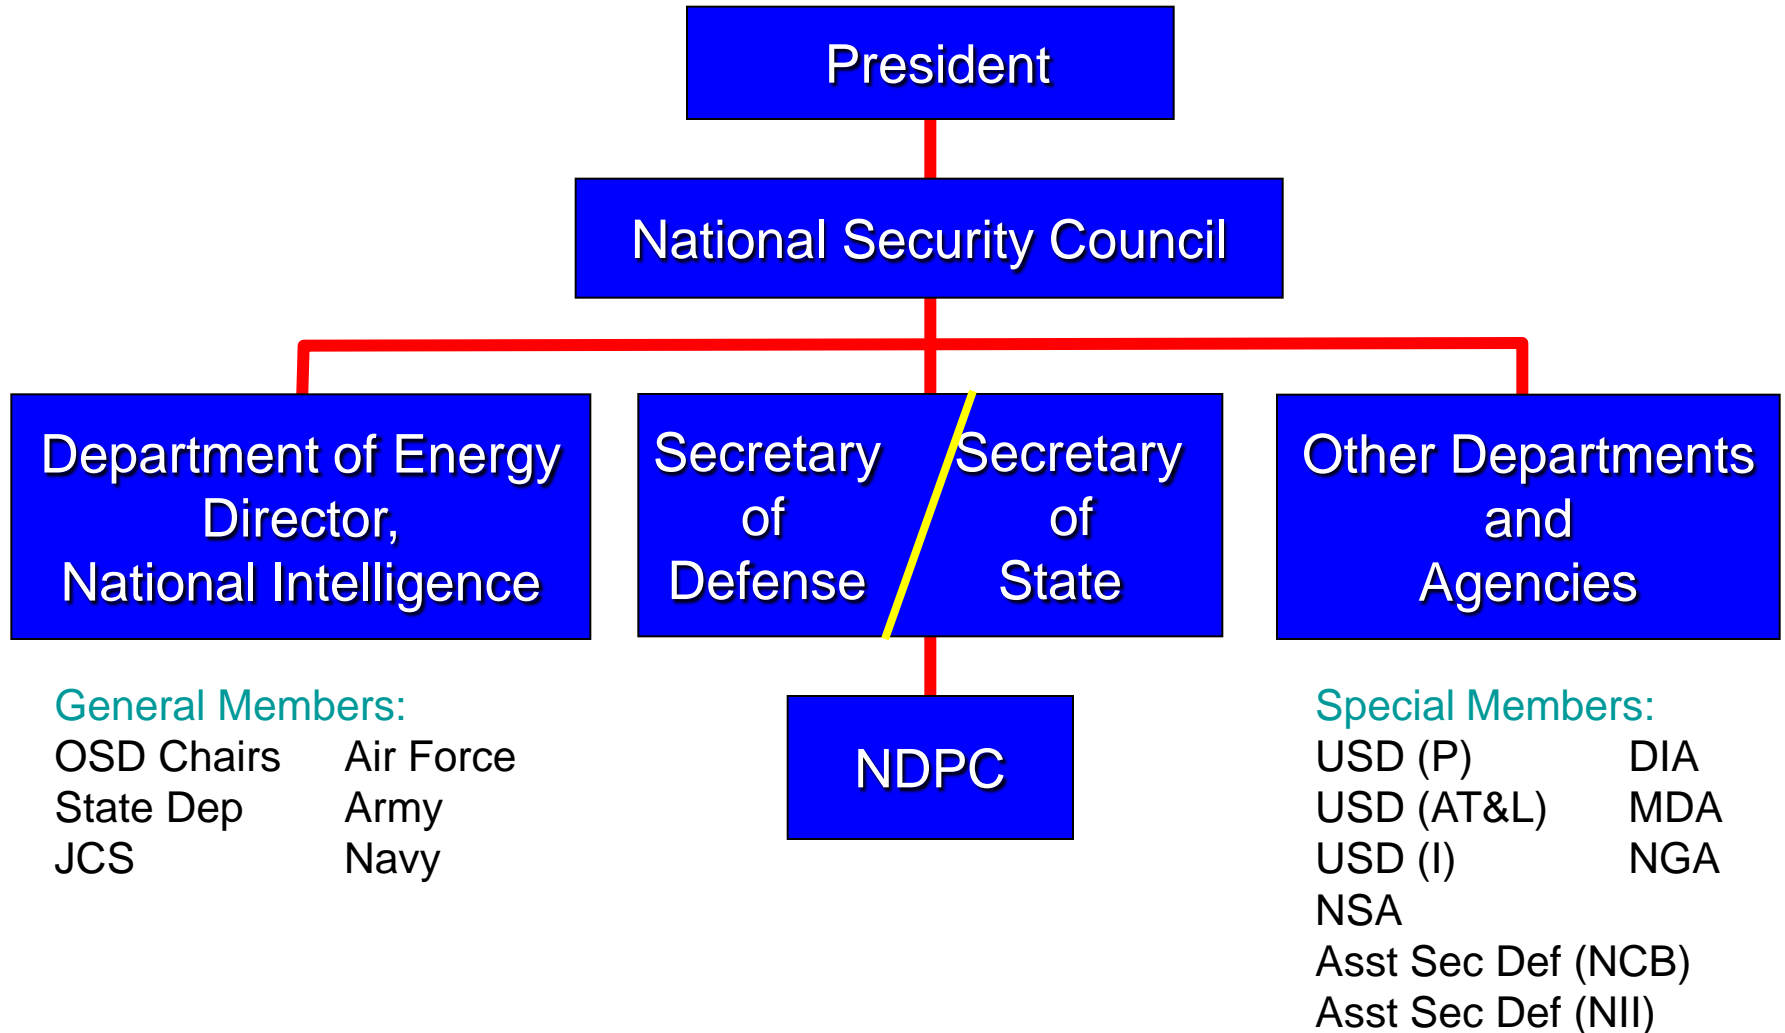 President
National Security Council
Department of Energy
Director,
National Intelligence
Secretary
of
Defense
Secretary
of
State
Other Departments
and
Agencies
NDPC
General Members:
OSD Chairs Air Force
State Dep Army
JCS Navy
Special Members:
USD (P) DIA
USD (AT&L) MDA
USD (I) NGA
NSA
Asst Sec Def (NCB)
Asst Sec Def (NII)